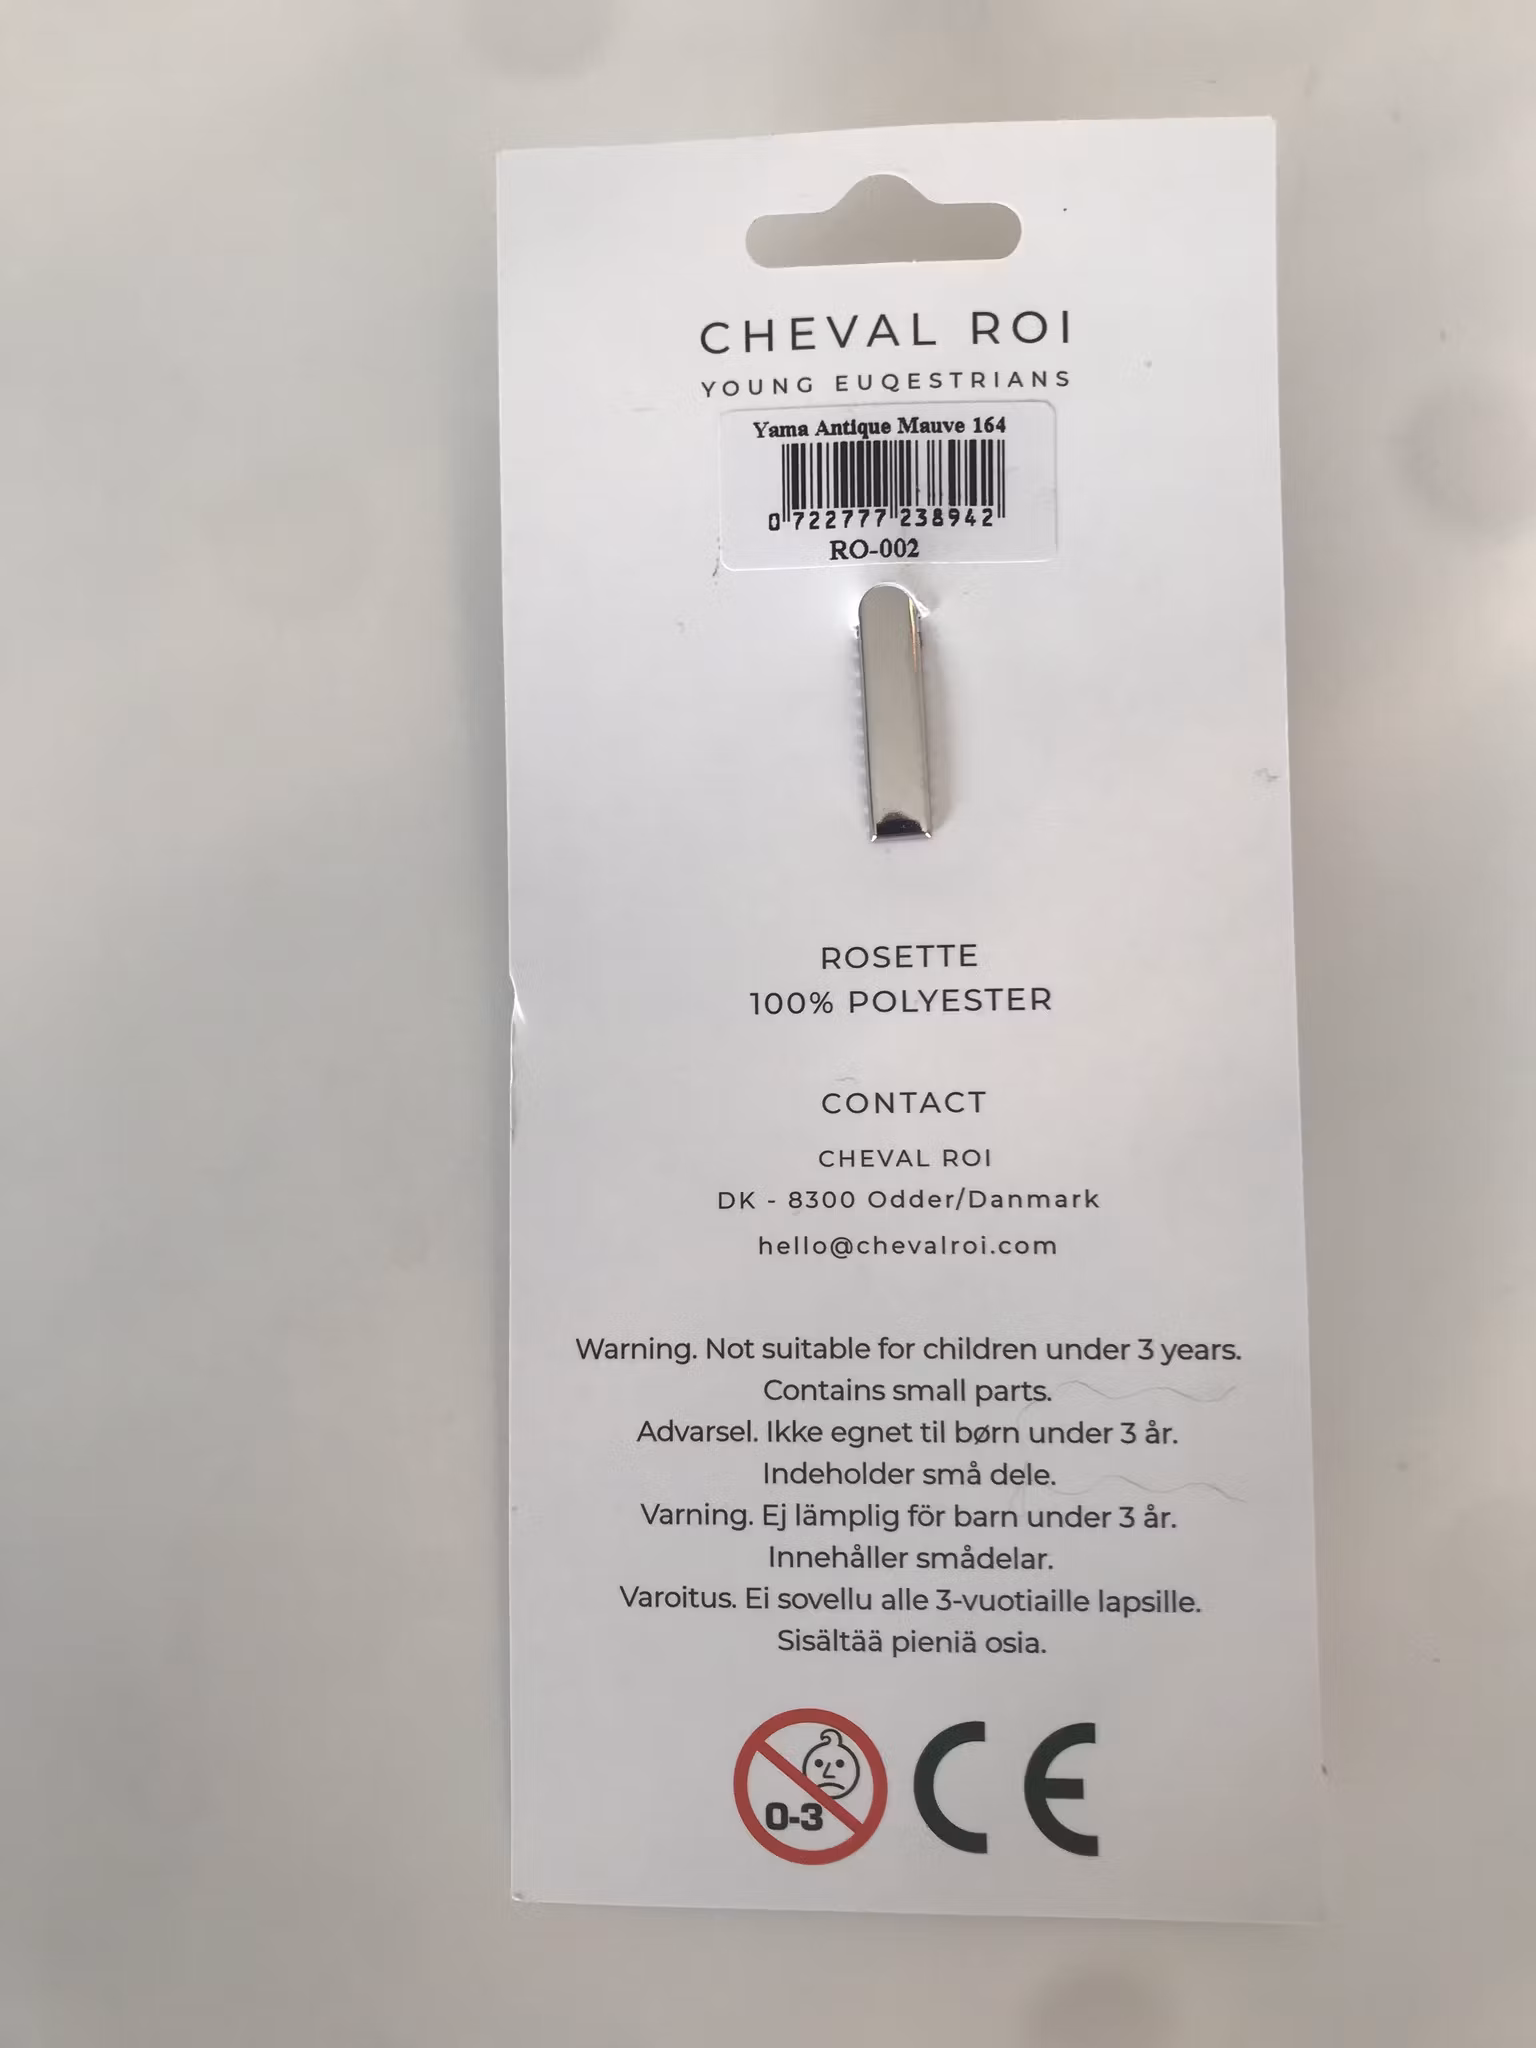 CHEVAL ROI
YOUNG EUQESTRIANS
Yama Antique Mauve 164
0 722777 238942
RO-002
ROSETTE
100% POLYESTER
CONTACT
CHEVAL ROI
DK - 8300 Odder/Danmark
hello@chevalroi.com
Warning. Not suitable for children under 3 years.
Contains small parts.
Advarsel. Ikke egnet til børn under 3 år.
Indeholder små dele.
Varning. Ej lämplig för barn under 3 år.
Innehåller smådelar.
Varoitus. Ei sovellu alle 3-vuotiaille lapsille.
Sisältää pieniä osia.
0-3 CE